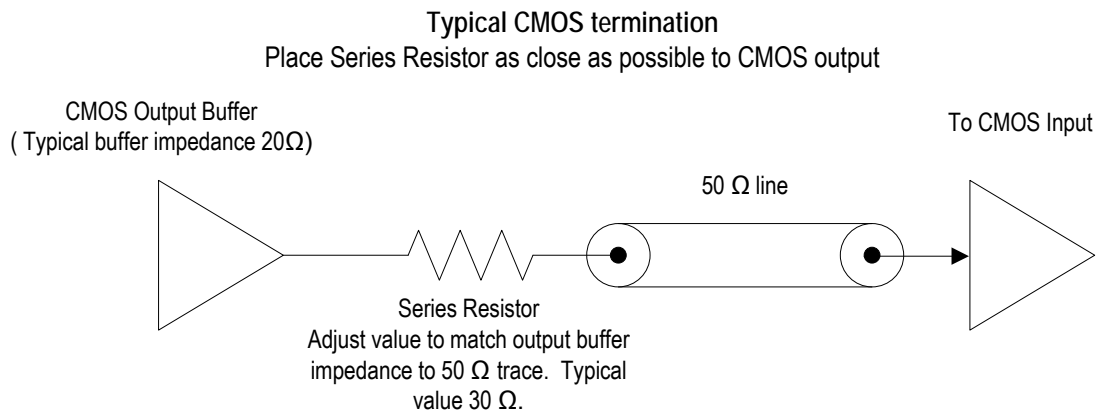 Typical CMOS termination
Place Series Resistor as close as possible to CMOS output
CMOS Output Buffer
( Typical buffer impedance 20Ω)
To CMOS Input
50 Ω line
Series Resistor
Adjust value to match output buffer
impedance to 50 Ω trace.  Typical
value 30 Ω.